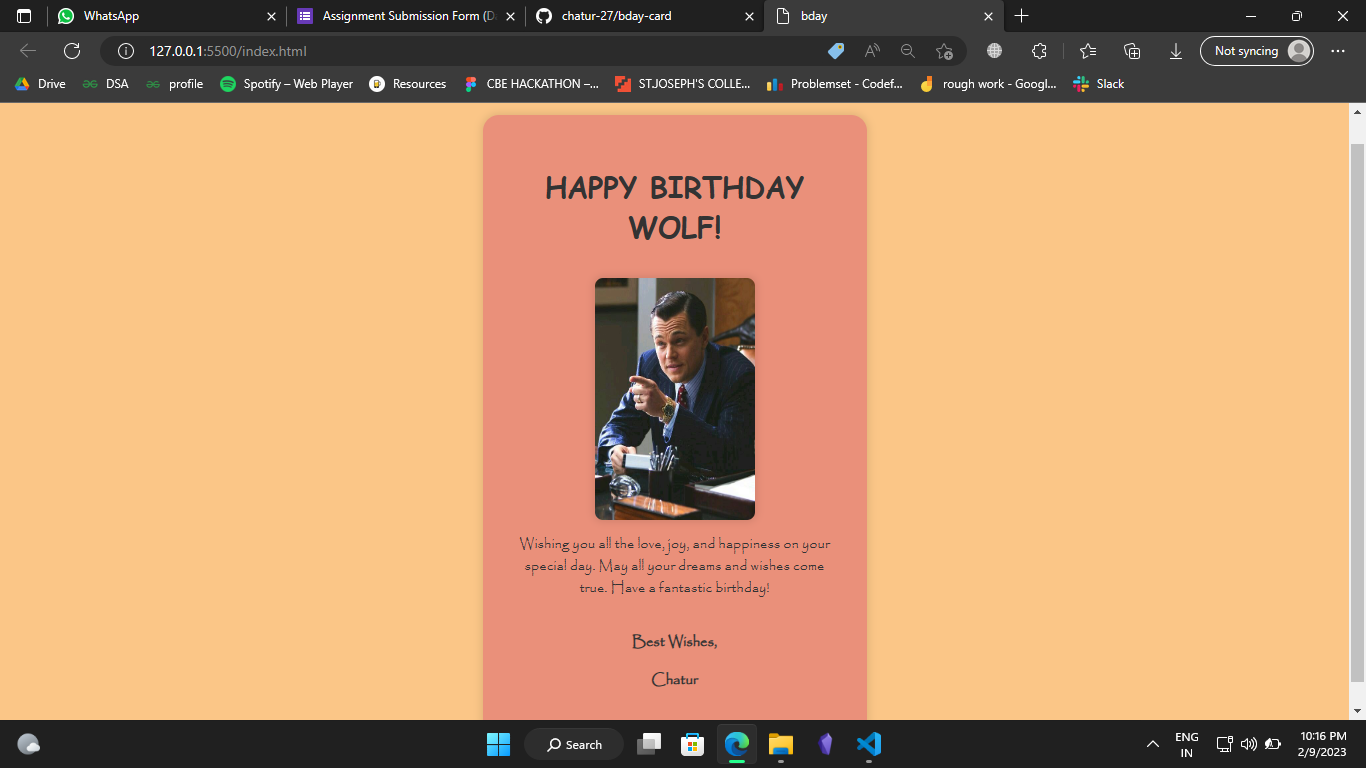 WhatsApp
Assignment Submission Form (Da
chatur-27/bday-card
bday
127.0.0.1:5500/index.html
Not syncing
Drive
DSA
profile
Spotify – Web Player
Resources
CBE HACKATHON –...
ST.JOSEPH'S COLLE...
Problemset - Codef...
rough work - Googl...
Slack
HAPPY BIRTHDAY
WOLF!
Wishing you all the love, joy, and happiness on your
special day. May all your dreams and wishes come
true. Have a fantastic birthday!
Best Wishes,
Chatur
Search
ENG
IN
10:16 PM
2/9/2023